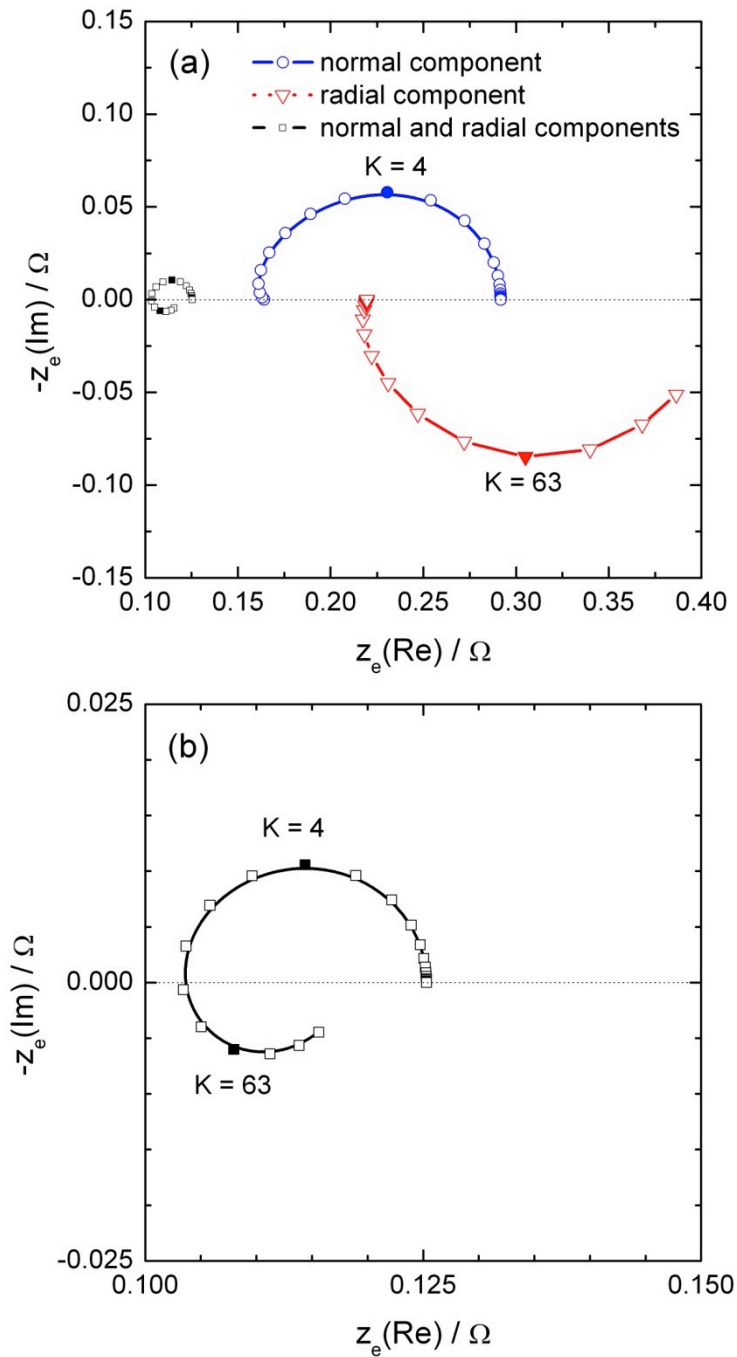 0.15
(a)
normal component
radial component
normal and radial components
0.10
K = 4
0.05
0.00
-0.05
-0.10
K = 63
-0.15
0.10 0.15 0.20 0.25 0.30 0.35 0.40
-z_e(Im) / Ω
z_e(Re) / Ω
0.025
(b)
K = 4
0.000
K = 63
-0.025
0.100 0.125 0.150
-z_e(Im) / Ω
z_e(Re) / Ω